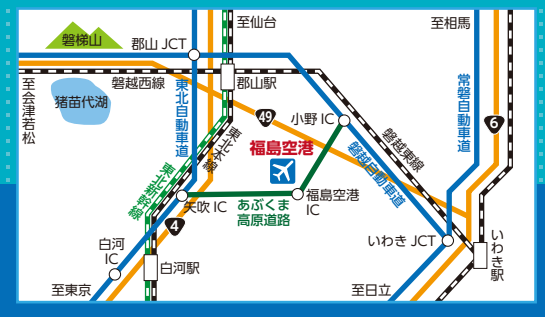 至仙台
至相馬
磐梯山
郡山 JCT
磐越西線
郡山駅
猪苗代湖
至会津若松
東北自動車道
東北本線
49
小野 IC
常磐自動車道
6
福島空港
磐越東線
磐越自動車道
東北新幹線
矢吹 IC
あぶくま
高原道路
福島空港
IC
4
白河
IC
白河駅
いわき JCT
いわき駅
至東京
至日立